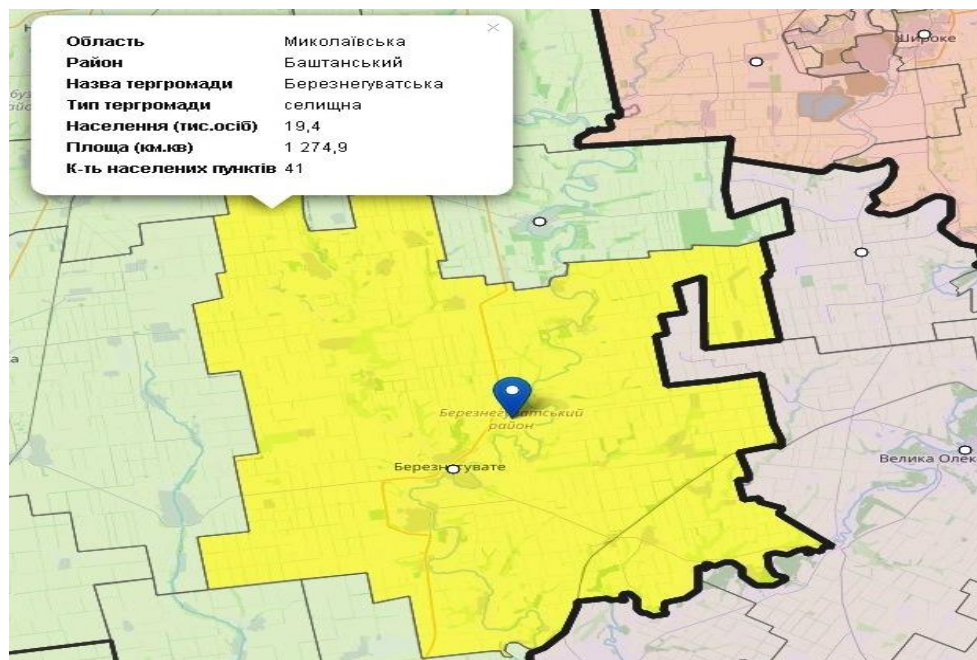 Область Миколаївська
Район Баштанський
Назва тергромади Березнегуватська
Тип тергромади селищна
Населення (тис.осіб) 19,4
Площа (км.кв) 1 274,9
К-ть населених пунктів 41
Широке
Березнегуватський
район
Березнегувате
Велика Олек